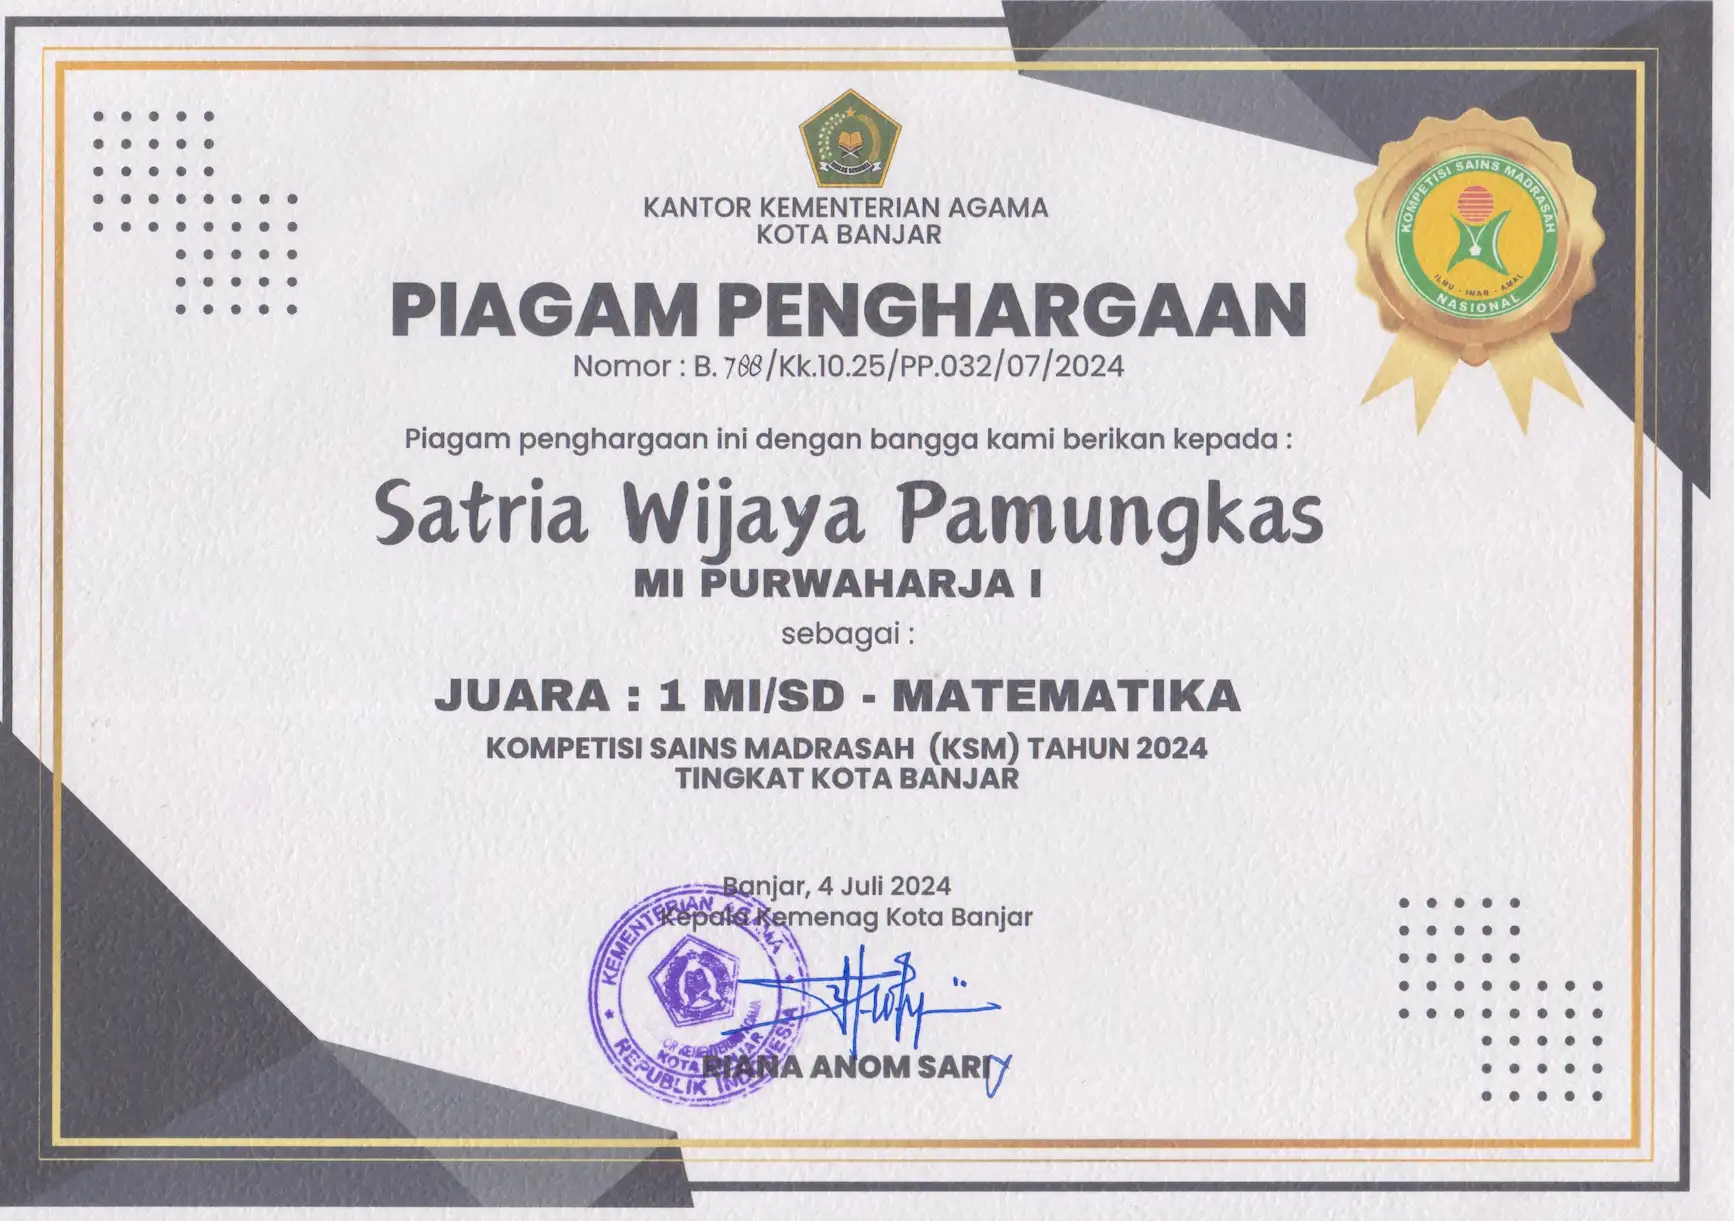 KANTOR KEMENTERIAN AGAMA
KOTA BANJAR
KOMPETISI SAINS MADRASAH
ILMU - IMAN - AMAL
NASIONAL
PIAGAM PENGHARGAAN
Nomor : B. 788/Kk.10.25/PP.032/07/2024
Piagam penghargaan ini dengan bangga kami berikan kepada :
Satria Wijaya Pamungkas
MI PURWAHARJA I
sebagai :
JUARA : 1 MI/SD - MATEMATIKA
KOMPETISI SAINS MADRASAH (KSM) TAHUN 2024
TINGKAT KOTA BANJAR
Banjar, 4 Juli 2024
Kepala Kemenag Kota Banjar
KEMENTERIAN AGAMA
KOTA BANJAR
REPUBLIK INDONESIA
RIANA ANOM SARI